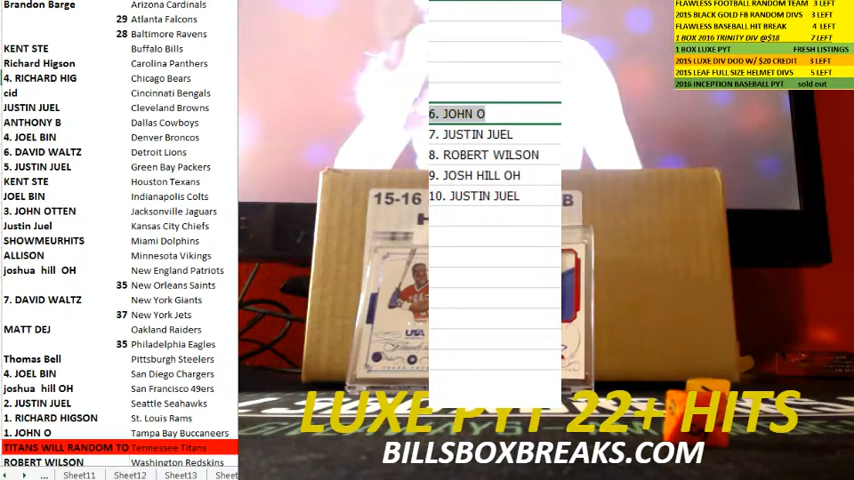 Brandon Barge Arizona Cardinals
29 Atlanta Falcons
28 Baltimore Ravens
KENT STE Buffalo Bills
Richard Higson Carolina Panthers
4. RICHARD HIG Chicago Bears
cid Cincinnati Bengals
JUSTIN JUEL Cleveland Browns
ANTHONY B Dallas Cowboys
4. JOEL BIN Denver Broncos
6. DAVID WALTZ Detroit Lions
5. JUSTIN JUEL Green Bay Packers
KENT STE Houston Texans
JOEL BIN Indianapolis Colts
3. JOHN OTTEN Jacksonville Jaguars
Justin Juel Kansas City Chiefs
SHOWMEURHITS Miami Dolphins
ALLISON Minnesota Vikings
joshua hill OH New England Patriots
35 New Orleans Saints
7. DAVID WALTZ New York Giants
37 New York Jets
MATT DEJ Oakland Raiders
35 Philadelphia Eagles
Thomas Bell Pittsburgh Steelers
4. JOEL BIN San Diego Chargers
joshua hill OH San Francisco 49ers
2. JUSTIN JUEL Seattle Seahawks
1. RICHARD HIGSON St. Louis Rams
1. JOHN O Tampa Bay Buccaneers
TITANS WILL RANDOM TO Tennessee Titans
ROBERT WILSON Washington Redskins
... Sheet11 Sheet12 Sheet13 Sheet
6. JOHN O
7. JUSTIN JUEL
8. ROBERT WILSON
9. JOSH HILL OH
10. JUSTIN JUEL
FLAWLESS FOOTBALL RANDOM TEAM 3 LEFT
2015 BLACK GOLD FB RANDOM DIVS 3 LEFT
FLAWLESS BASEBALL HIT BREAK 4 LEFT
1 BOX 2016 TRINITY DIV @$18 7 LEFT
1 BOX LUXE PYT FRESH LISTINGS
2015 LUXE DIV DOD W/ $20 CREDIT 3 LEFT
2015 LEAF FULL SIZE HELMET DIVS 5 LEFT
2016 INCEPTION BASEBALL PYT sold out
15-16
B
LUXE PYT 22+ HITS
BILLSBOXBREAKS.COM